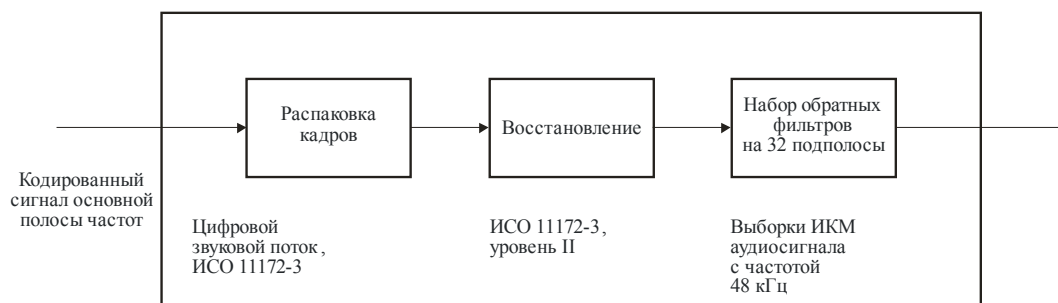 Распаковка
кадров
Восстановление
Набор обратных
фильтров
на 32 подполосы
Кодированный
сигнал основной
полосы частот
Цифровой
звуковой поток,
ИСО 11172-3
ИСО 11172-3,
уровень II
Выборки ИКМ
аудиосигнала
с частотой
48 кГц